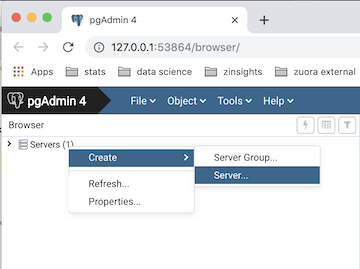 pgAdmin 4
127.0.0.1:53864/browser/
Apps stats data science zinsights zuora external
pgAdmin 4 File Object Tools Help
Browser
Servers (1)
Create Server Group...
Server...
Refresh...
Properties...